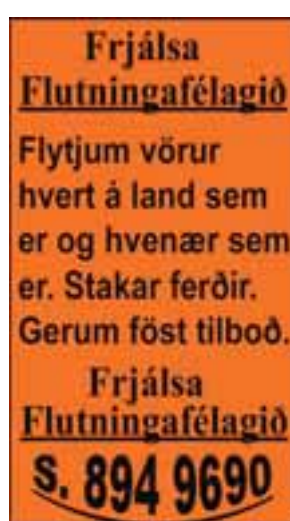 Frjálsa
Flutningafélagið
Flytjum vörur
hvert á land sem
er og hvenær sem
er. Stakar ferðir.
Gerum föst tilboð.
Frjálsa
Flutningafélagið
s. 894 9690